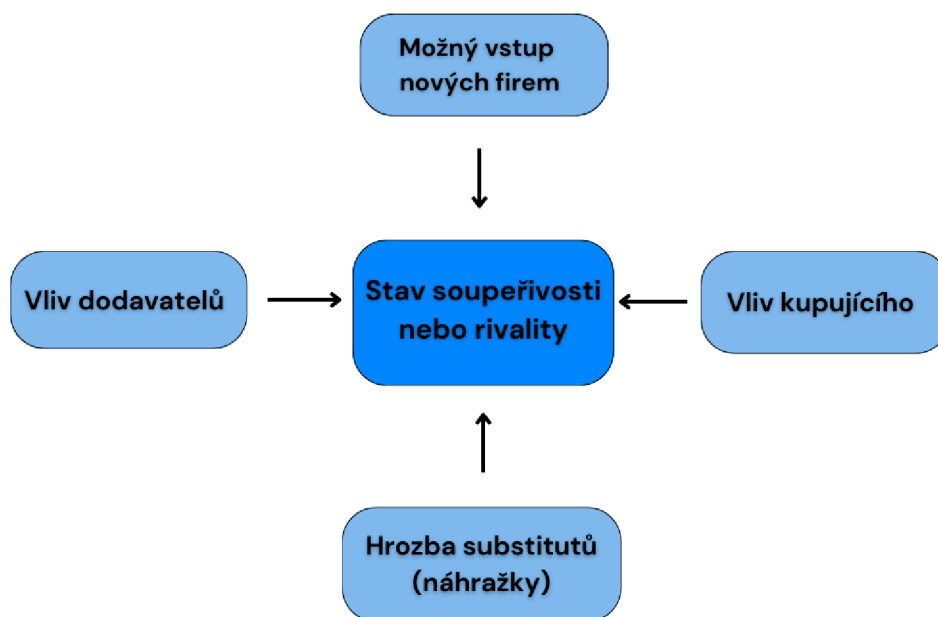 Možný vstup
nových firem
Vliv dodavatelů
Stav soupeřivosti
nebo rivality
Vliv kupujícího
Hrozba substitutů
(náhražky)